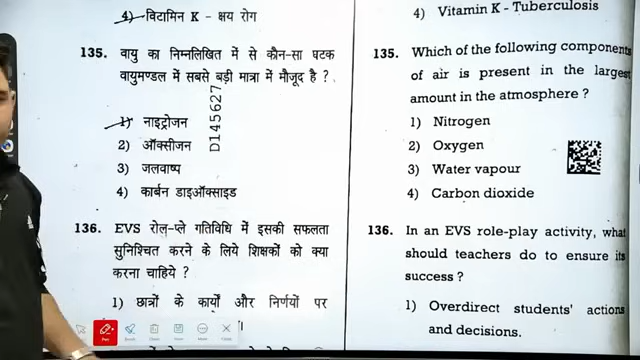 4) विटामिन K - क्षय रोग
135. वायु का निम्नलिखित में से कौन-सा घटक
वायुमण्डल में सबसे बड़ी मात्रा में मौजूद है ?
1) नाइट्रोजन
2) ऑक्सीजन
3) जलवाष्प
4) कार्बन डाइऑक्साइड
D145627
136. EVS रोल-प्ले गतिविधि में इसकी सफलता
सुनिश्चित करने के लिये शिक्षकों को क्या
करना चाहिये ?
1) छात्रों के कार्यों और निर्णयों पर
4) Vitamin K - Tuberculosis
135. Which of the following components
of air is present in the largest
amount in the atmosphere ?
1) Nitrogen
2) Oxygen
3) Water vapour
4) Carbon dioxide
136. In an EVS role-play activity, what
should teachers do to ensure its
success ?
1) Overdirect students' actions
and decisions.
Pen
More
Close